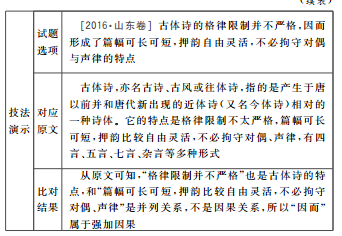 （续表）
技法演示
试题选项
[2016·山东卷] 古体诗的格律限制并不严格，因而
形成了篇幅可长可短，押韵自由灵活，不必拘守对偶
与声律的特点
对应原文
古体诗，亦名古诗、古风或往体诗，指的是产生于唐
以前并和唐代新出现的近体诗（又名今体诗）相对的
一种诗体。它的特点是格律限制不太严格，篇幅可长
可短，押韵比较自由灵活，不必拘守对偶、声律，有四
言、五言、七言、杂言等多种形式
比对结果
从原文可知，“格律限制并不严格”也是古体诗的特
点，和“篇幅可长可短，押韵比较自由灵活，不必拘守
对偶、声律”是并列关系，不是因果关系，所以“因而”
属于强加因果